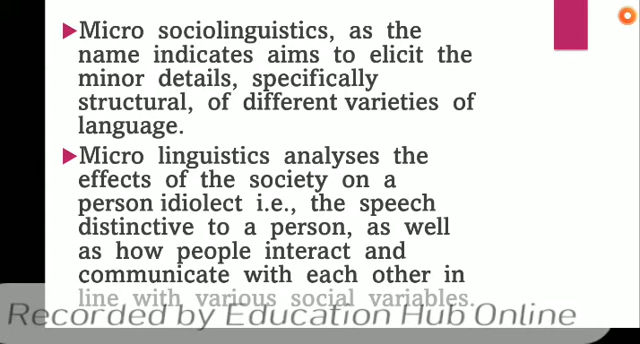 Micro sociolinguistics, as the
name indicates aims to elicit the
minor details, specifically
structural, of different varieties of
language.
Micro linguistics analyses the
effects of the society on a
person idiolect i.e., the speech
distinctive to a person, as well
as how people interact and
communicate with each other in
line with various social variables.
Recorded by Education Hub Online